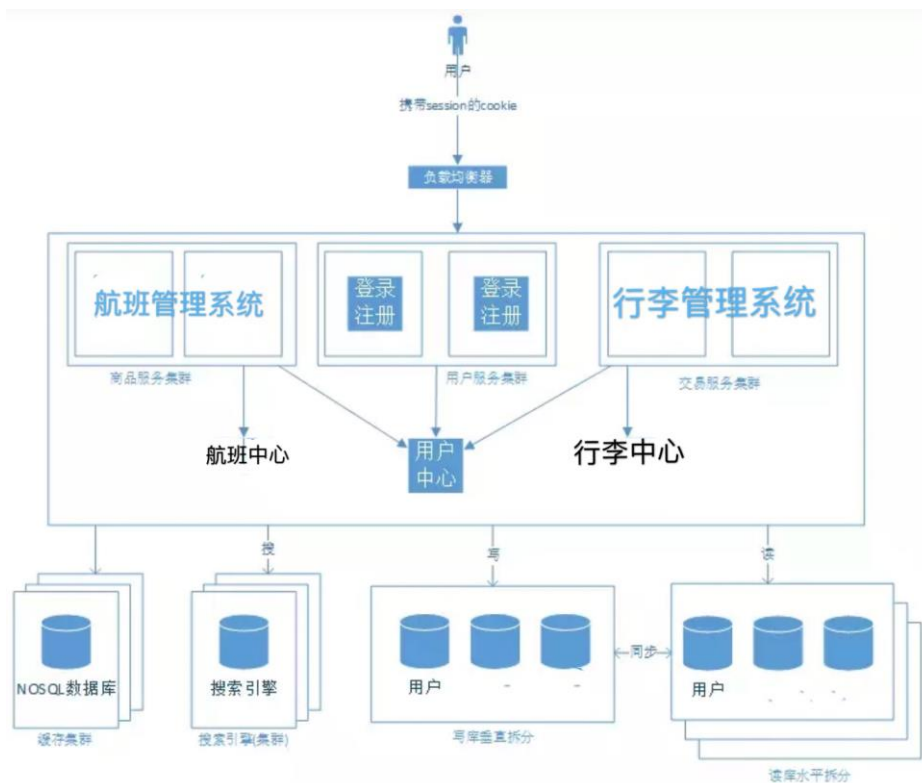 用户
携带session的cookie
负载均衡器
航班管理系统
登录
注册
登录
注册
行李管理系统
商品服务集群
用户服务集群
交易服务集群
航班中心
用户
中心
行李中心
搜
写
读
NOSQL数据库
搜索引擎
用户
同步
用户
缓存集群
搜索引擎(集群)
写库垂直拆分
读库水平拆分